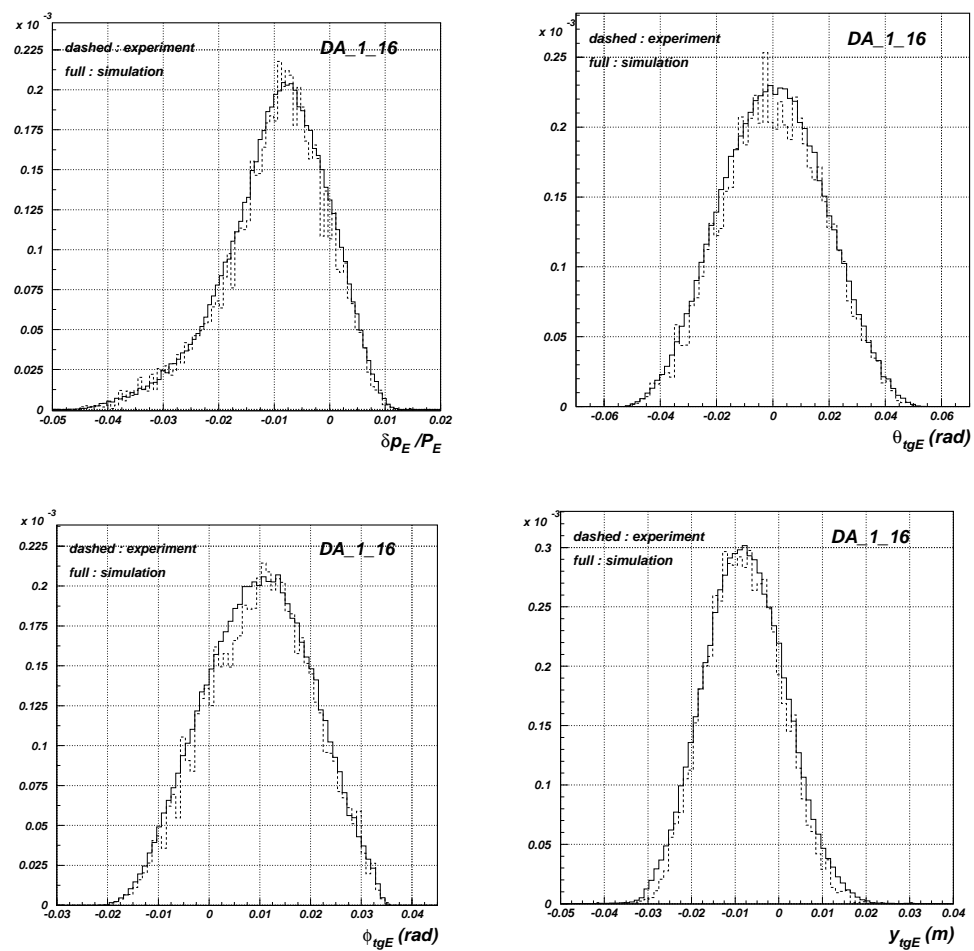 x 10 -3
dashed : experiment
DA_1_16
full : simulation
0.225
0.2
0.175
0.15
0.125
0.1
0.075
0.05
0.025
0
-0.05 -0.04 -0.03 -0.02 -0.01 0 0.01 0.02
δp_E /P_E
x 10 -3
dashed : experiment
DA_1_16
full : simulation
0.25
0.2
0.15
0.1
0.05
0
-0.06 -0.04 -0.02 0 0.02 0.04 0.06
θ_tgE (rad)
x 10 -3
dashed : experiment
DA_1_16
full : simulation
0.225
0.2
0.175
0.15
0.125
0.1
0.075
0.05
0.025
0
-0.03 -0.02 -0.01 0 0.01 0.02 0.03 0.04
ϕ_tgE (rad)
x 10 -3
dashed : experiment
DA_1_16
full : simulation
0.3
0.25
0.2
0.15
0.1
0.05
0
-0.05 -0.04 -0.03 -0.02 -0.01 0 0.01 0.02 0.03 0.04
y_tgE (m)